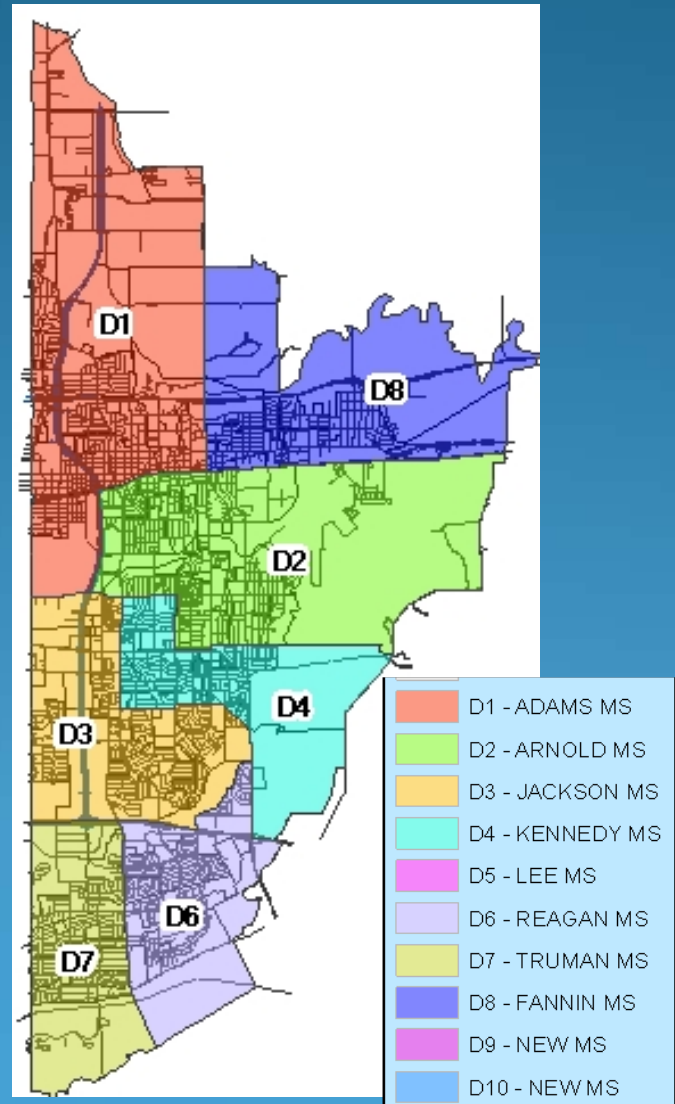 D1
D8
D2
D4
D3
D6
D7
D1 - ADAMS MS
D2 - ARNOLD MS
D3 - JACKSON MS
D4 - KENNEDY MS
D5 - LEE MS
D6 - REAGAN MS
D7 - TRUMAN MS
D8 - FANNIN MS
D9 - NEW MS
D10 - NEW MS